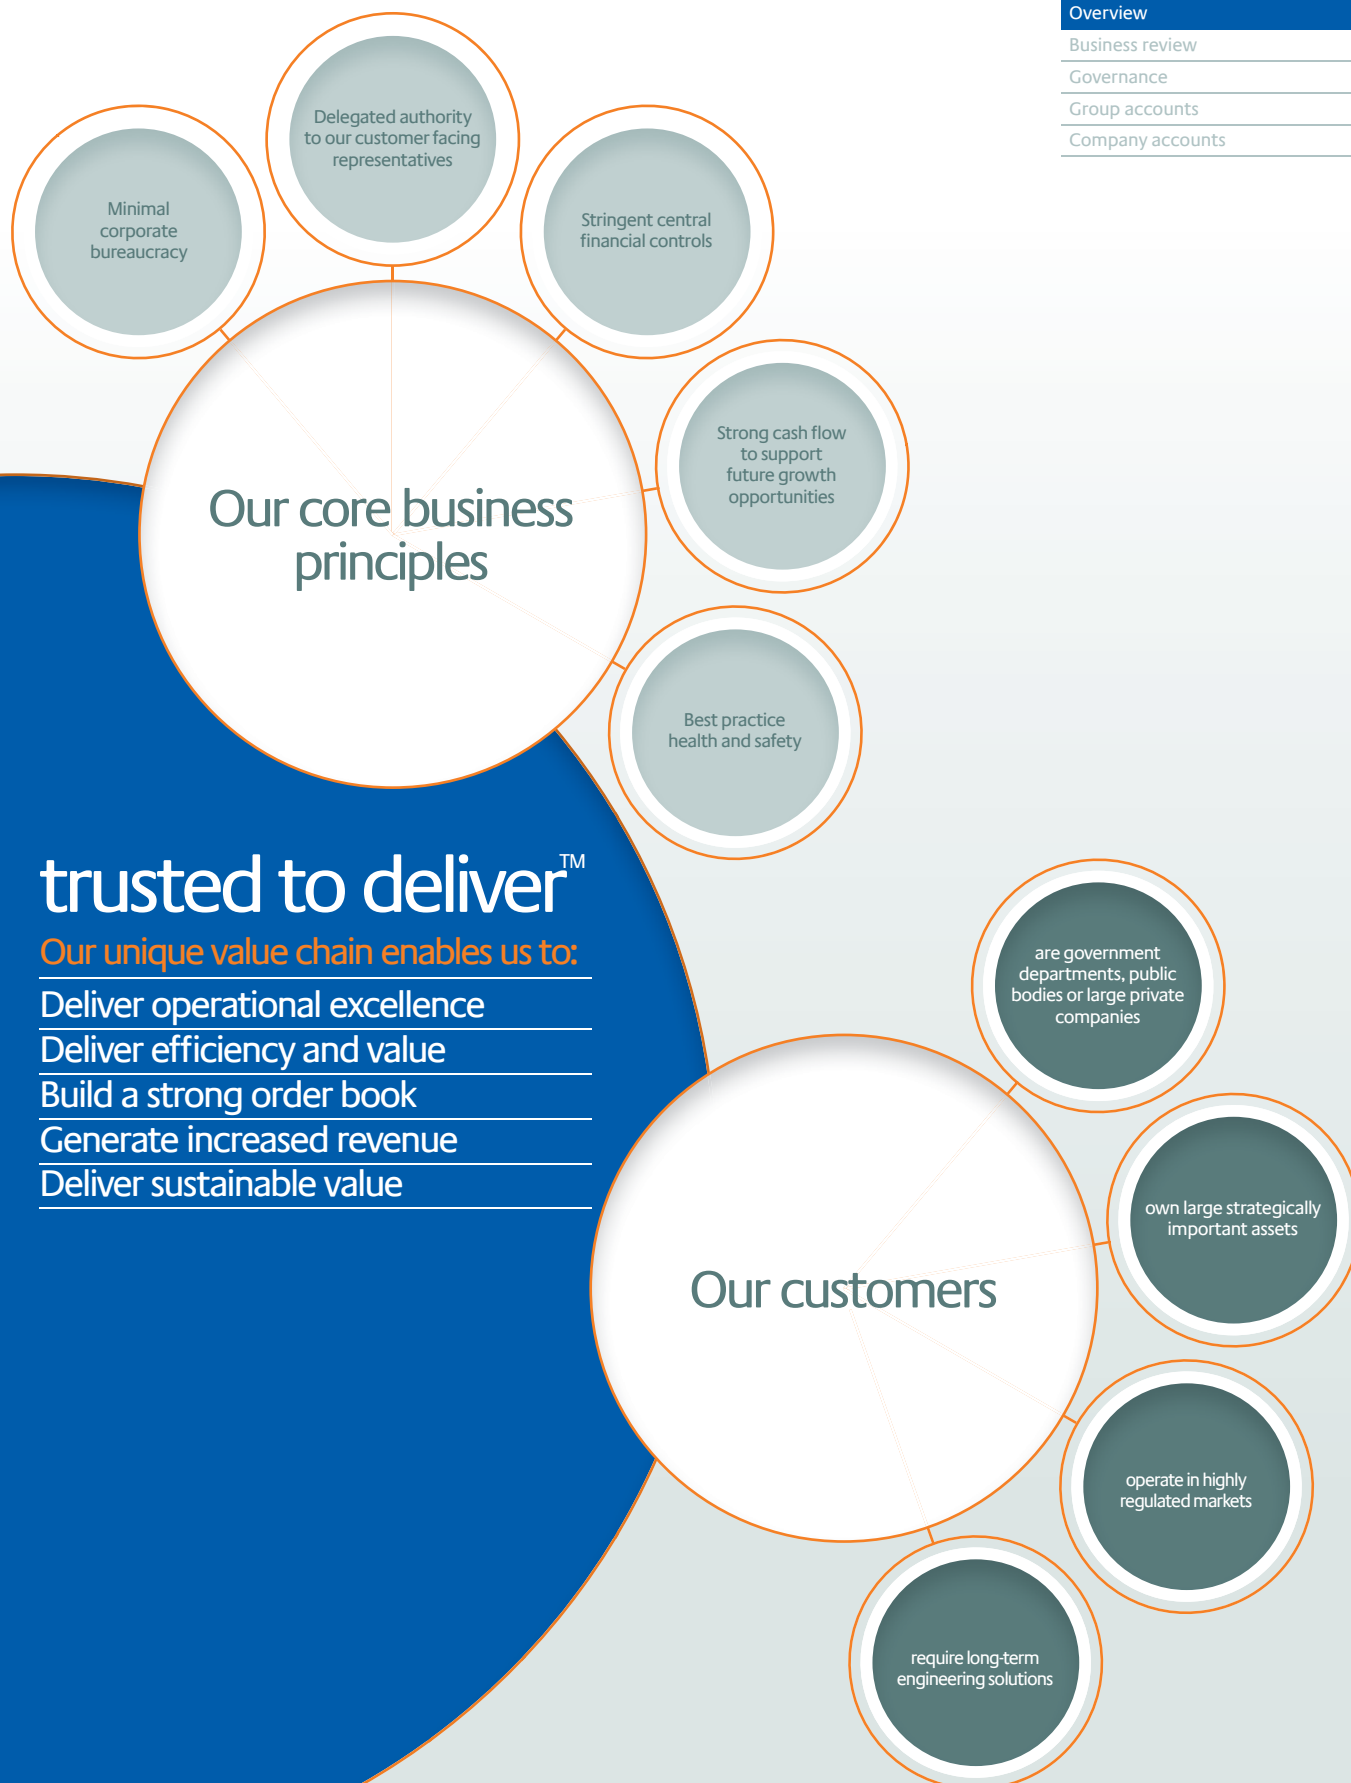 Overview
Business review
Governance
Group accounts
Company accounts
Minimal
corporate
bureaucracy
Delegated authority
to our customer facing
representatives
Stringent central
financial controls
Strong cash flow
to support
future growth
opportunities
Best practice
health and safety
Our core business
principles
trusted to deliver™
Our unique value chain enables us to:
Deliver operational excellence
Deliver efficiency and value
Build a strong order book
Generate increased revenue
Deliver sustainable value
Our customers
are government
departments, public
bodies or large private
companies
own large strategically
important assets
operate in highly
regulated markets
require long-term
engineering solutions